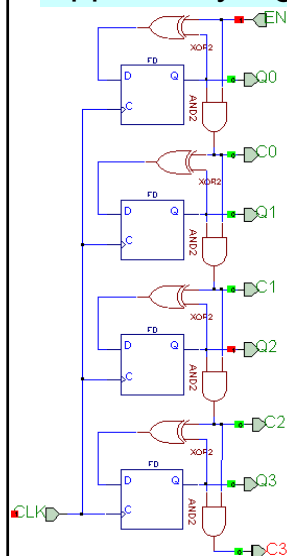 EN
XOR2
FD
D Q Q0
C AND2
C0
XOR2
FD
D Q Q1
C AND2
C1
XOR2
FD
D Q Q2
C AND2
C2
XOR2
FD
D Q Q3
CLK C AND2
C3